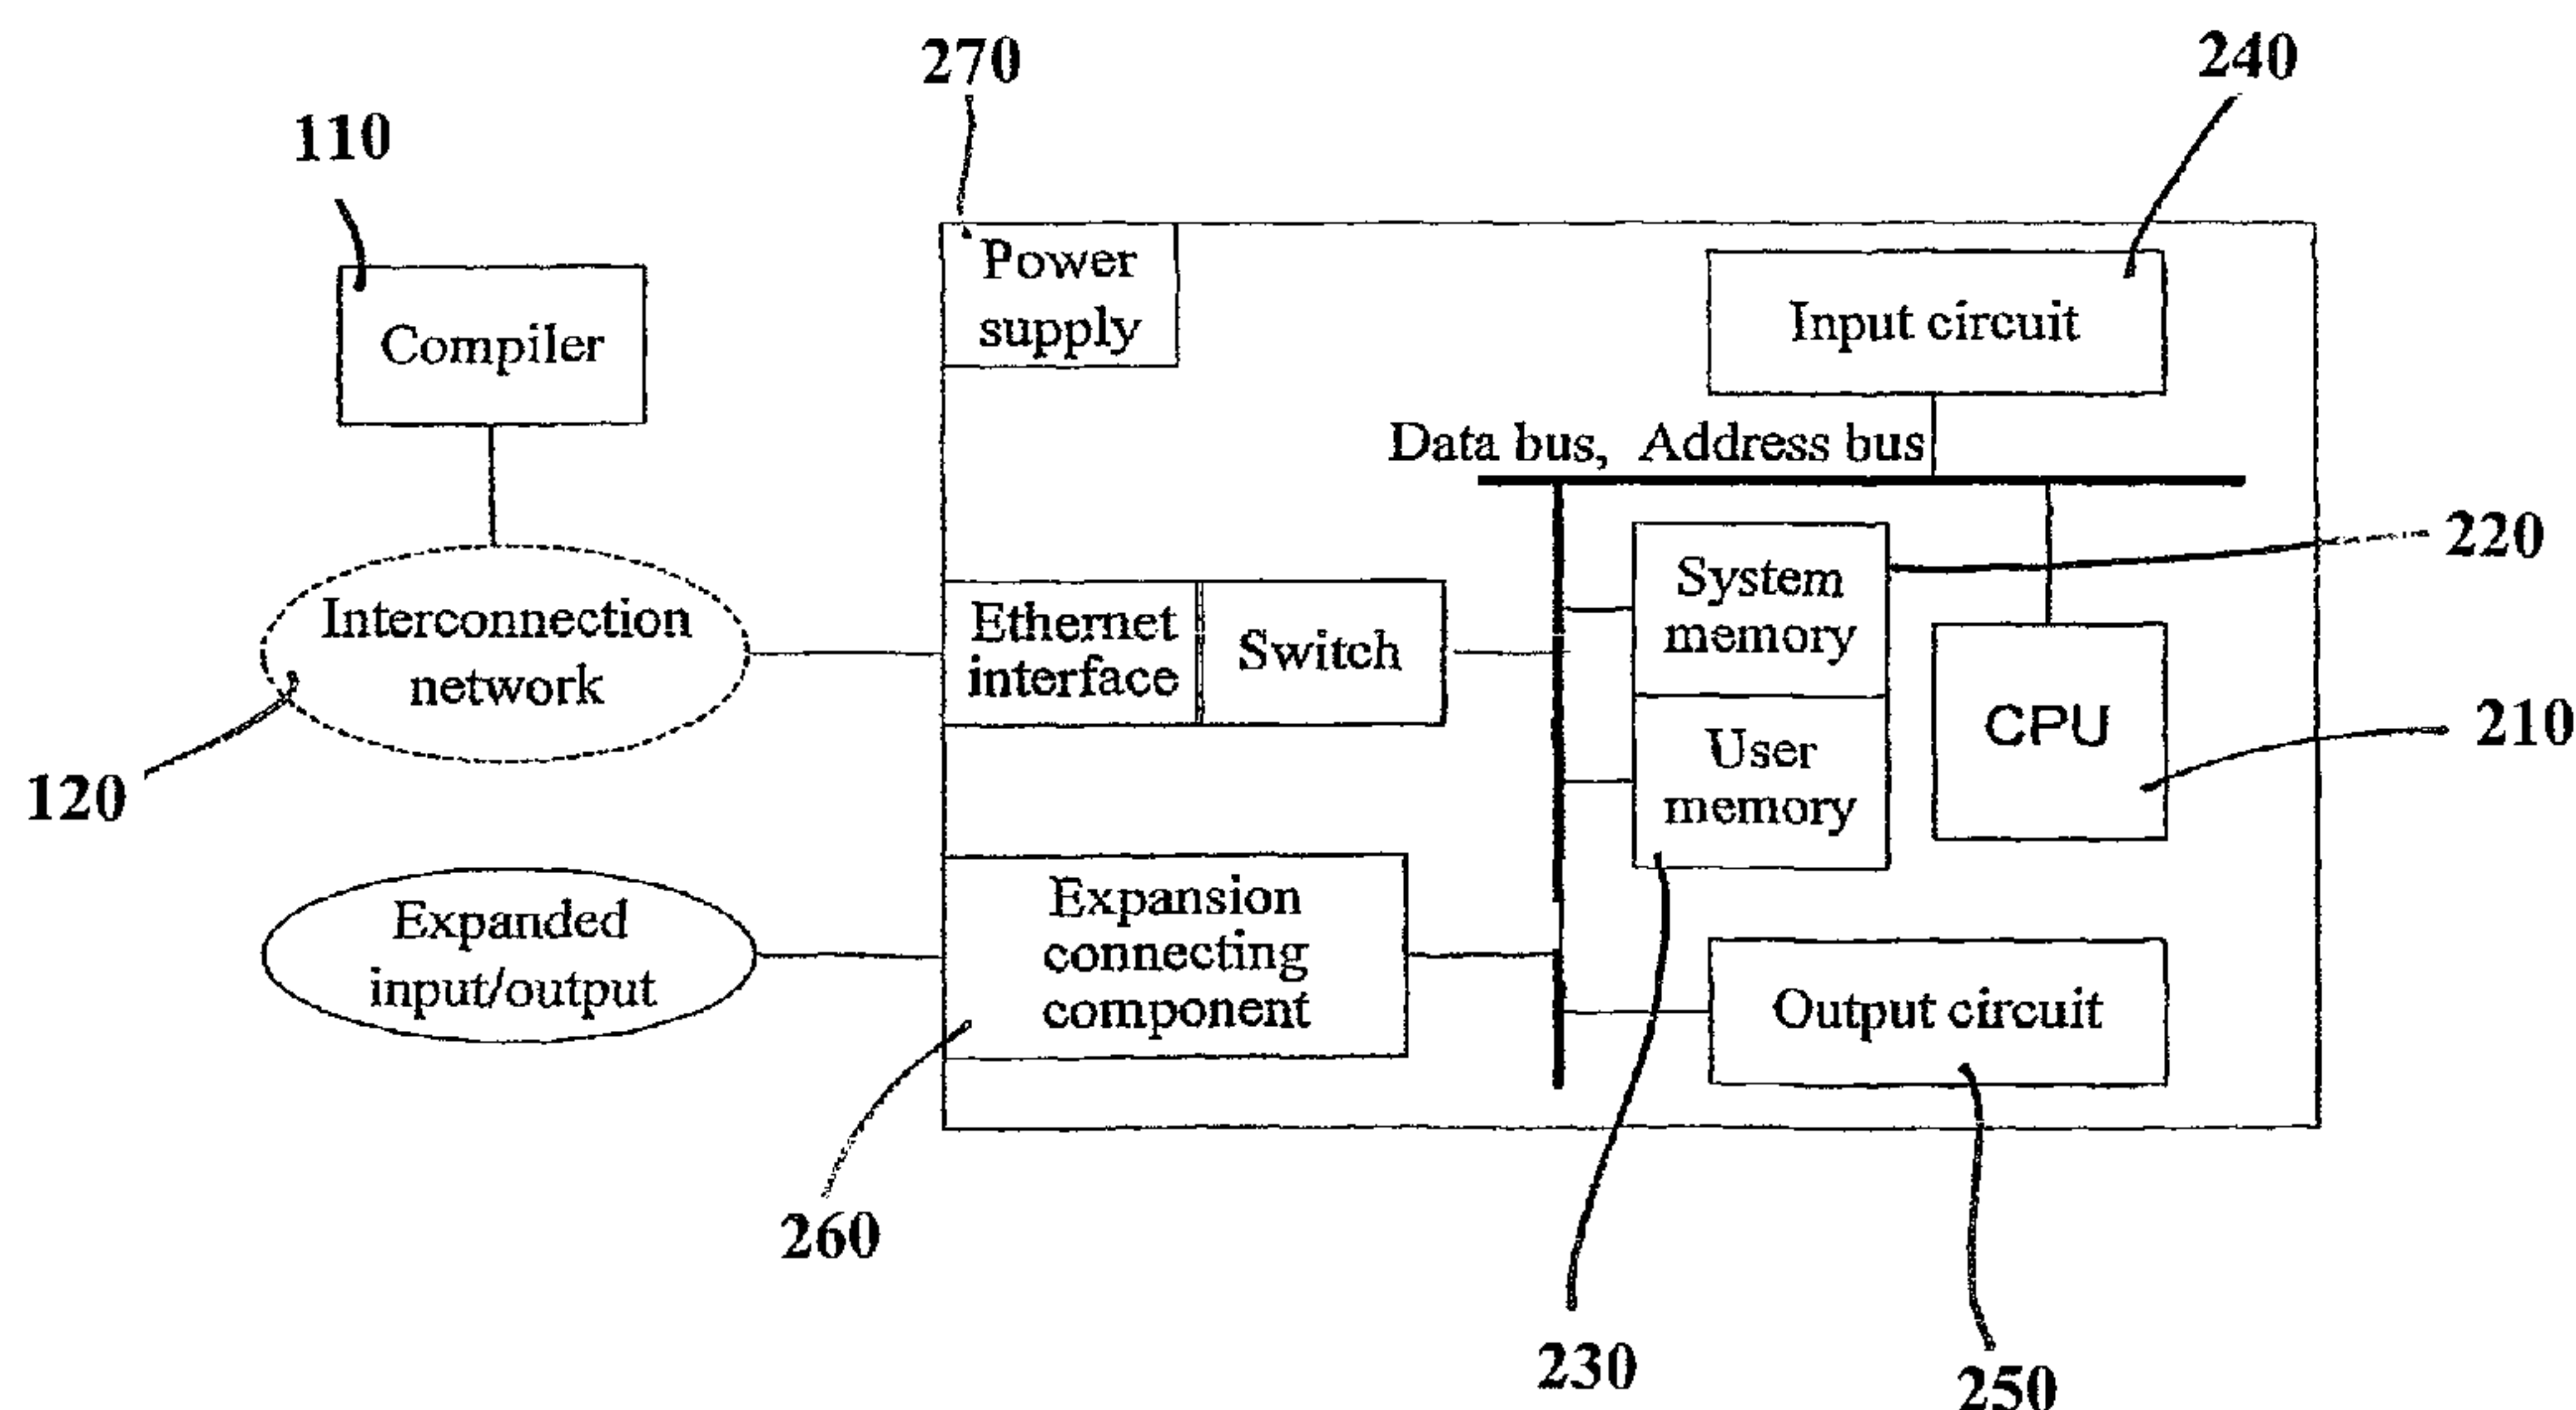 270
240
110
Power
supply
Input circuit
Compiler
Data bus, Address bus
220
System
memory
Interconnection
network
Ethernet
interface
Switch
CPU
210
User
memory
120
Expanded
input/output
Expansion
connecting
component
Output circuit
260
230
250